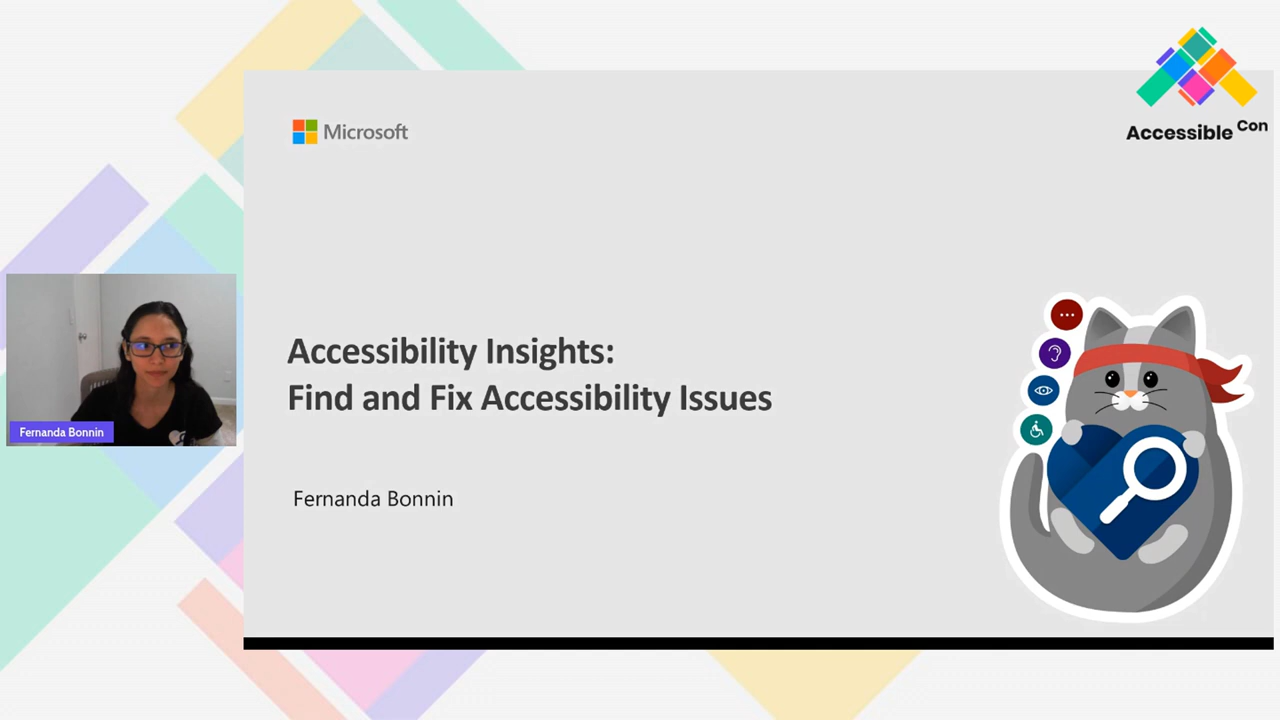 Microsoft
Accessible Con
Accessibility Insights:
Find and Fix Accessibility Issues
Fernanda Bonnin
Fernanda Bonnin